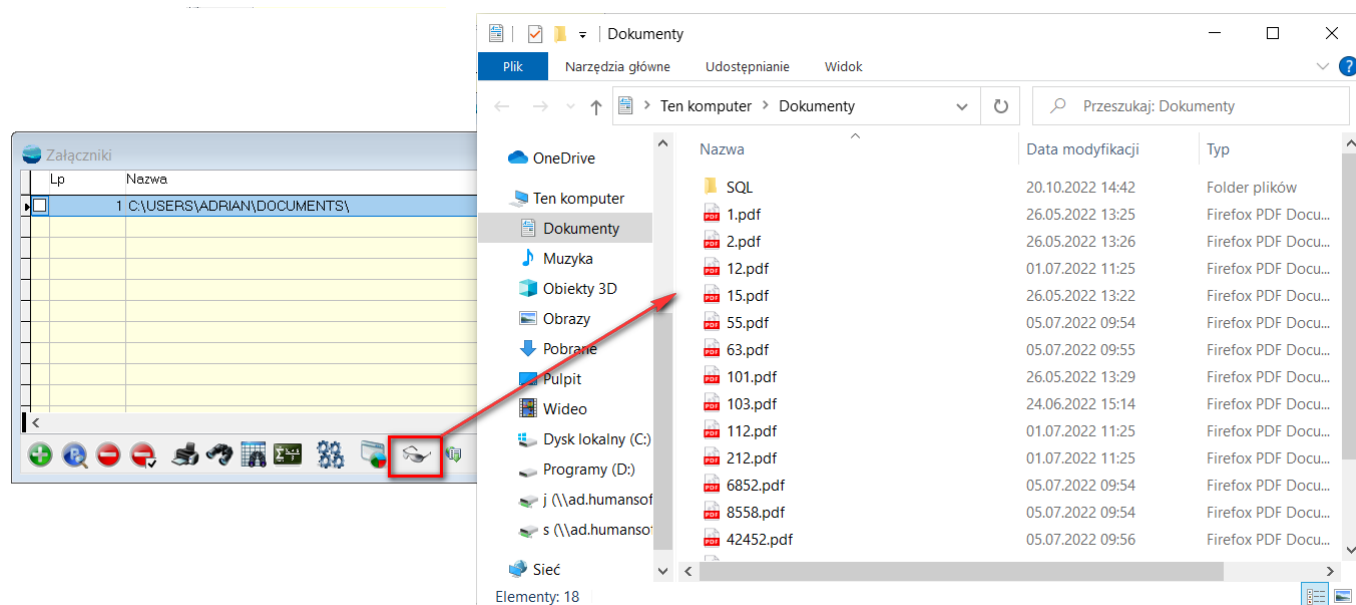 Dokumenty
Plik Narzędzia główne Udostępnianie Widok ?
Ten komputer > Dokumenty Przeszukaj: Dokumenty
Załączniki
Lp Nazwa
1 C:\USERS\ADRIAN\DOCUMENTS\
OneDrive
Ten komputer
Dokumenty
Muzyka
Obiekty 3D
Obrazy
Pobrane
Pulpit
Wideo
Dysk lokalny (C:)
Programy (D:)
j (\\ad.humansof
s (\\ad.humanso
Sieć
Nazwa Data modyfikacji Typ
SQL 20.10.2022 14:42 Folder plików
1.pdf 26.05.2022 13:25 Firefox PDF Docu...
2.pdf 26.05.2022 13:26 Firefox PDF Docu...
12.pdf 01.07.2022 11:25 Firefox PDF Docu...
15.pdf 26.05.2022 13:22 Firefox PDF Docu...
55.pdf 05.07.2022 09:54 Firefox PDF Docu...
63.pdf 05.07.2022 09:55 Firefox PDF Docu...
101.pdf 26.05.2022 13:29 Firefox PDF Docu...
103.pdf 24.06.2022 15:14 Firefox PDF Docu...
112.pdf 01.07.2022 11:25 Firefox PDF Docu...
212.pdf 01.07.2022 11:25 Firefox PDF Docu...
6852.pdf 05.07.2022 09:54 Firefox PDF Docu...
8558.pdf 05.07.2022 09:54 Firefox PDF Docu...
42452.pdf 05.07.2022 09:56 Firefox PDF Docu...
Elementy: 18